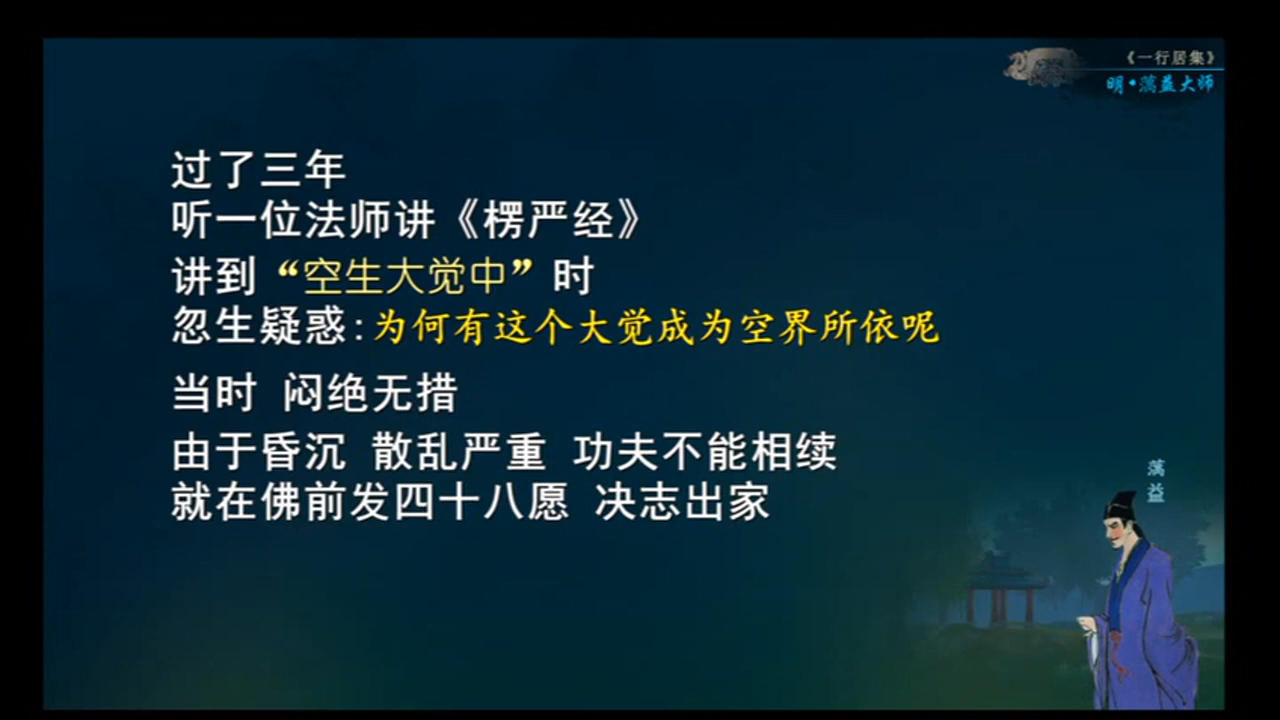 《一行居集》
明·蕅益大师
过了三年
听一位法师讲《楞严经》
讲到“空生大觉中”时
忽生疑惑:为何有这个大觉成为空界所依呢
当时 闷绝无措
由于昏沉 散乱严重 功夫不能相续
就在佛前发四十八愿 决志出家
蕅益